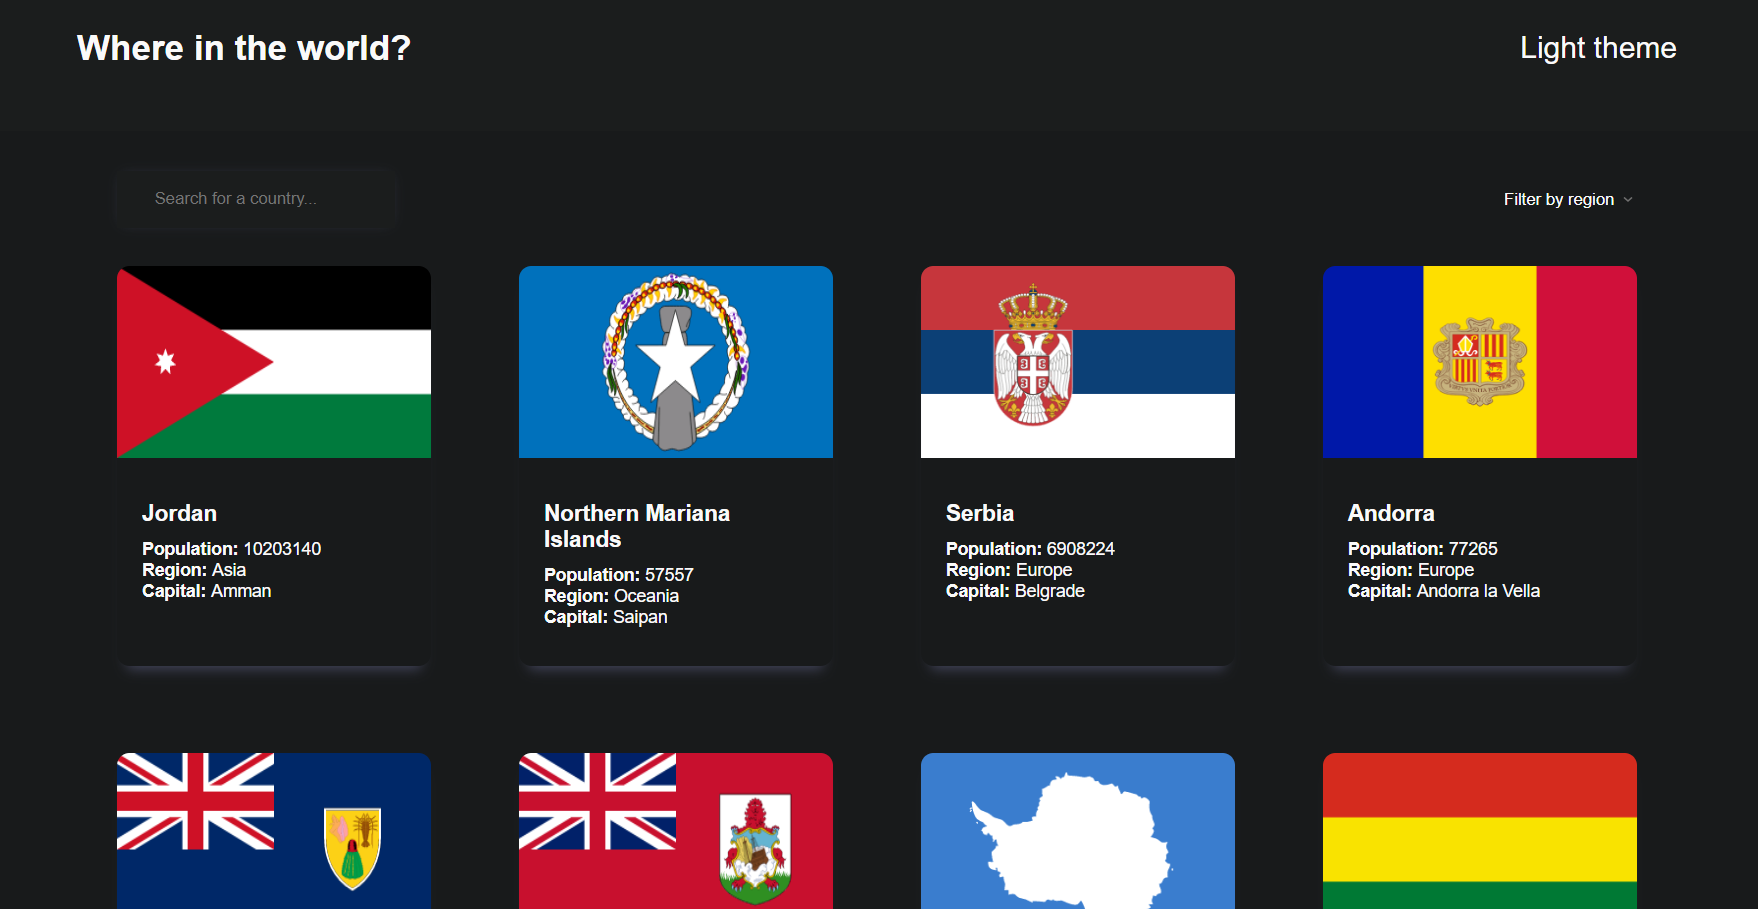 Where in the world?
Light theme
Search for a country...
Filter by region
Jordan
Population: 10203140
Region: Asia
Capital: Amman
Northern Mariana
Islands
Population: 57557
Region: Oceania
Capital: Saipan
Serbia
Population: 6908224
Region: Europe
Capital: Belgrade
Andorra
Population: 77265
Region: Europe
Capital: Andorra la Vella